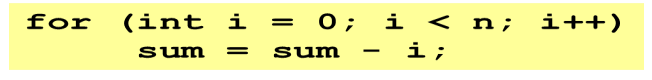 for (int i = 0; i < n; i++)
sum = sum - i;